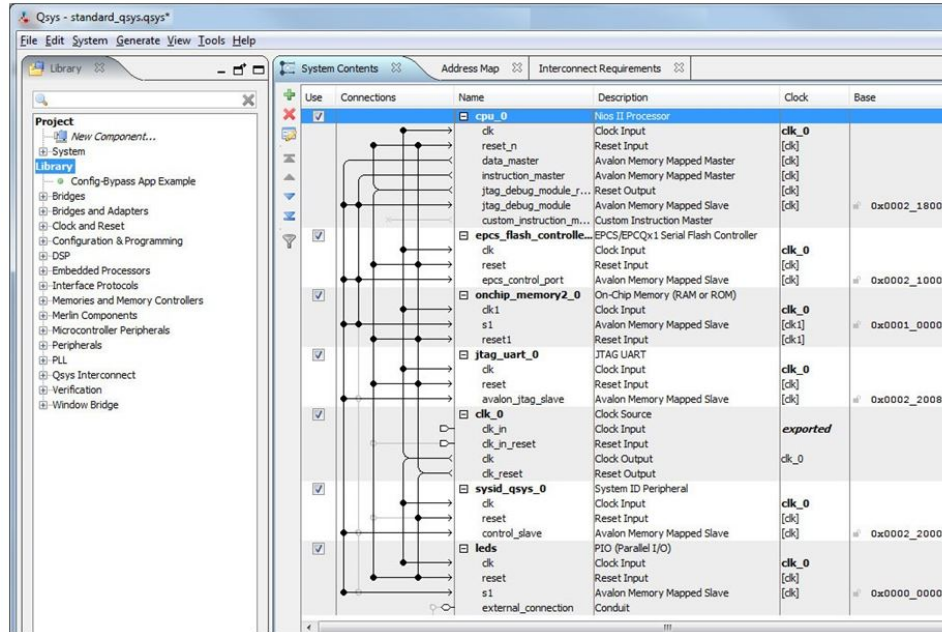 Qsys - standard_qsys.qsys*
File Edit System Generate View Tools Help
Library
Project
New Component...
System
Library
Config-Bypass App Example
Bridges
Bridges and Adapters
Clock and Reset
Configuration & Programming
DSP
Embedded Processors
Interface Protocols
Memories and Memory Controllers
Merlin Components
Microcontroller Peripherals
Peripherals
PLL
Qsys Interconnect
Verification
Window Bridge
System Contents Address Map Interconnect Requirements
Use Connections Name Description Clock Base
cpu_0 Nios II Processor
clk Clock Input clk_0
reset_n Reset Input [clk]
data_master Avalon Memory Mapped Master [clk]
instruction_master Avalon Memory Mapped Master [clk]
jtag_debug_module_r... Reset Output [clk]
jtag_debug_module Avalon Memory Mapped Slave [clk] 0x0002_1800
custom_instruction_m... Custom Instruction Master
epcs_flash_controlle... EPCS/EPCQx1 Serial Flash Controller
clk Clock Input clk_0
reset Reset Input [clk]
epcs_control_port Avalon Memory Mapped Slave [clk] 0x0002_1000
onchip_memory2_0 On-Chip Memory (RAM or ROM)
clk1 Clock Input clk_0
s1 Avalon Memory Mapped Slave [clk1] 0x0001_0000
reset1 Reset Input [clk1]
jtag_uart_0 JTAG UART
clk Clock Input clk_0
reset Reset Input [clk]
avalon_jtag_slave Avalon Memory Mapped Slave [clk] 0x0002_2008
clk_0 Clock Source
clk_in Clock Input exported
clk_in_reset Reset Input
clk Clock Output clk_0
clk_reset Reset Output
sysid_qsys_0 System ID Peripheral
clk Clock Input clk_0
reset Reset Input [clk]
control_slave Avalon Memory Mapped Slave [clk] 0x0002_2000
leds PIO (Parallel I/O)
clk Clock Input clk_0
reset Reset Input [clk]
s1 Avalon Memory Mapped Slave [clk] 0x0000_0000
external_connection Conduit